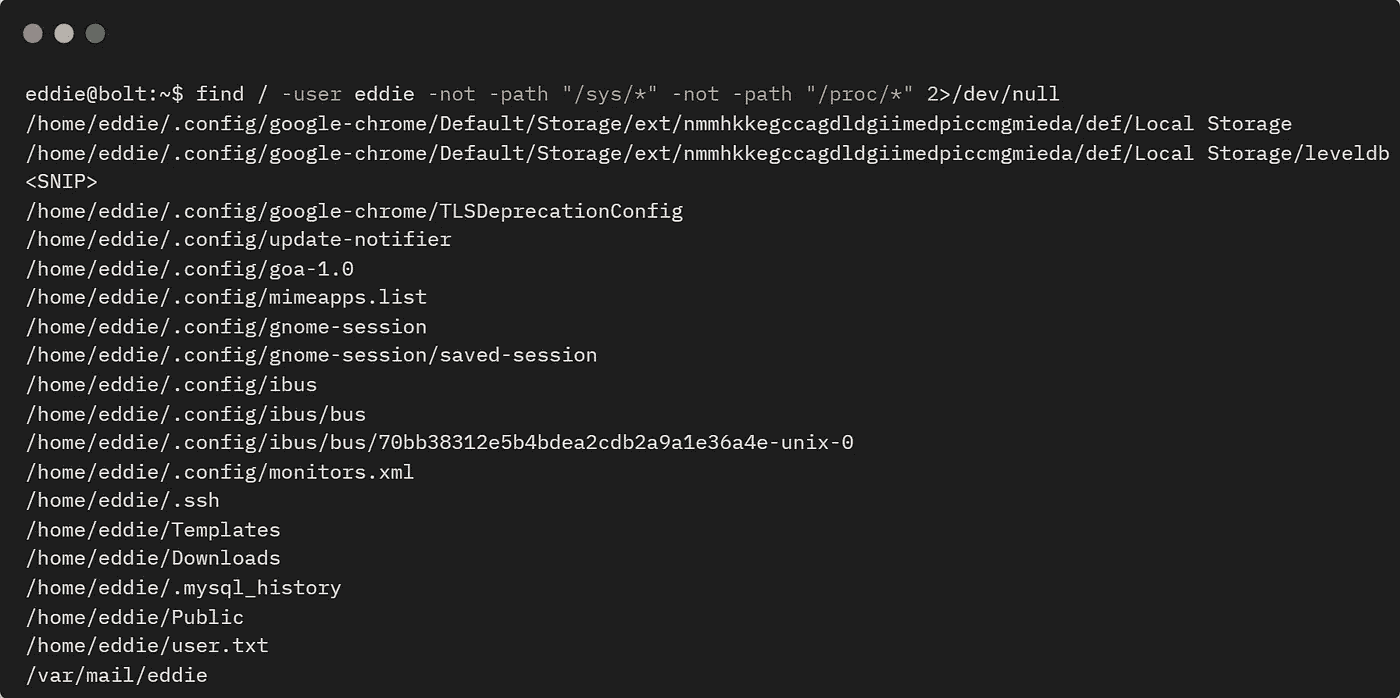 eddie@bolt:~$ find / -user eddie -not -path "/sys/*" -not -path "/proc/*" 2>/dev/null
/home/eddie/.config/google-chrome/Default/Storage/ext/nmmhkkegccagdldgiimedpiccmgmieda/def/Local Storage
/home/eddie/.config/google-chrome/Default/Storage/ext/nmmhkkegccagdldgiimedpiccmgmieda/def/Local Storage/leveldb
<SNIP>
/home/eddie/.config/google-chrome/TLSDeprecationConfig
/home/eddie/.config/update-notifier
/home/eddie/.config/goa-1.0
/home/eddie/.config/mimeapps.list
/home/eddie/.config/gnome-session
/home/eddie/.config/gnome-session/saved-session
/home/eddie/.config/ibus
/home/eddie/.config/ibus/bus
/home/eddie/.config/ibus/bus/70bb38312e5b4bdea2cdb2a9a1e36a4e-unix-0
/home/eddie/.config/monitors.xml
/home/eddie/.ssh
/home/eddie/Templates
/home/eddie/Downloads
/home/eddie/.mysql_history
/home/eddie/Public
/home/eddie/user.txt
/var/mail/eddie